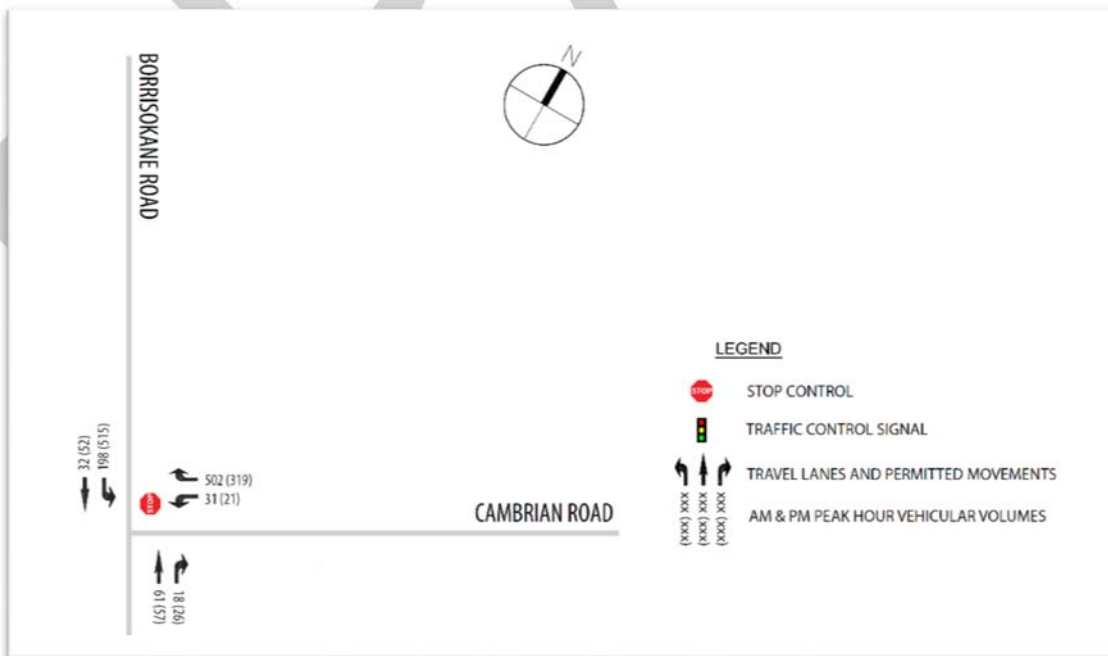 BORRISOKANE ROAD
N
32 (52)
198 (515)
STOP
502 (319)
31 (21)
CAMBRIAN ROAD
61 (57)
18 (26)
LEGEND
STOP
STOP CONTROL
TRAFFIC CONTROL SIGNAL
TRAVEL LANES AND PERMITTED MOVEMENTS
xxx (xxx)
xxx (xxx)
xxx (xxx)
AM & PM PEAK HOUR VEHICULAR VOLUMES